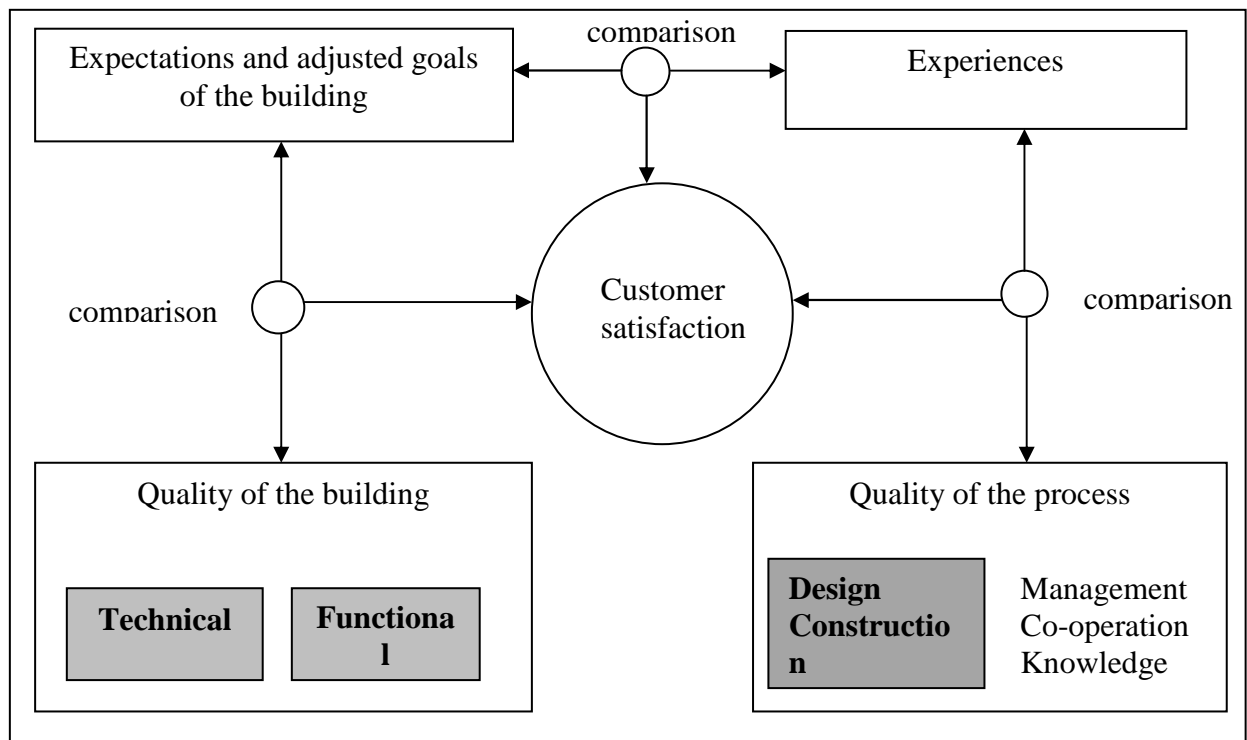 comparison
Expectations and adjusted goals
of the building
Experiences
comparison
Customer
satisfaction
comparison
Quality of the building
Technical
Functiona
l
Quality of the process
Design
Constructio
n
Management
Co-operation
Knowledge